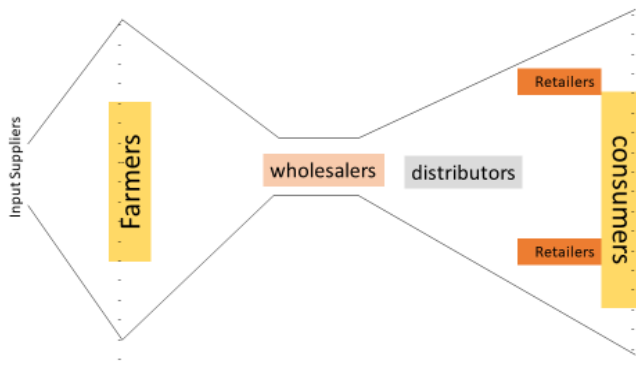 Input Suppliers
Farmers
wholesalers
distributors
Retailers
Retailers
consumers